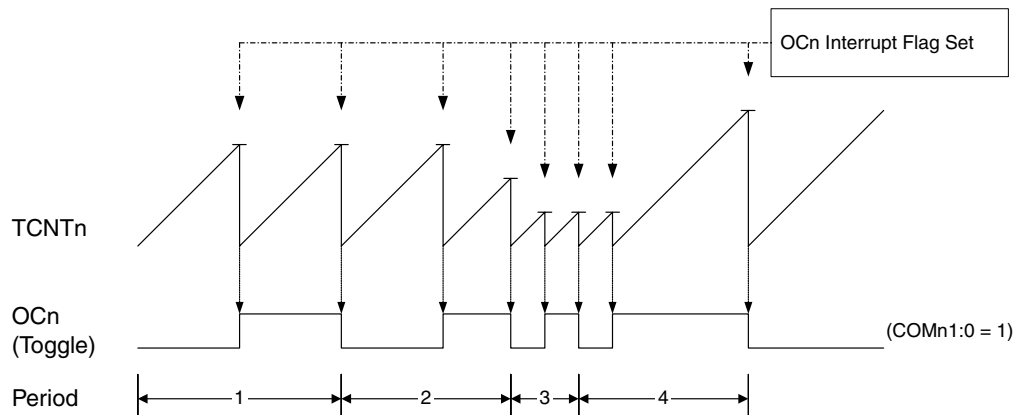 OCn Interrupt Flag Set
TCNTn
OCn
(Toggle)
(COMn1:0 = 1)
Period
1
2
3
4